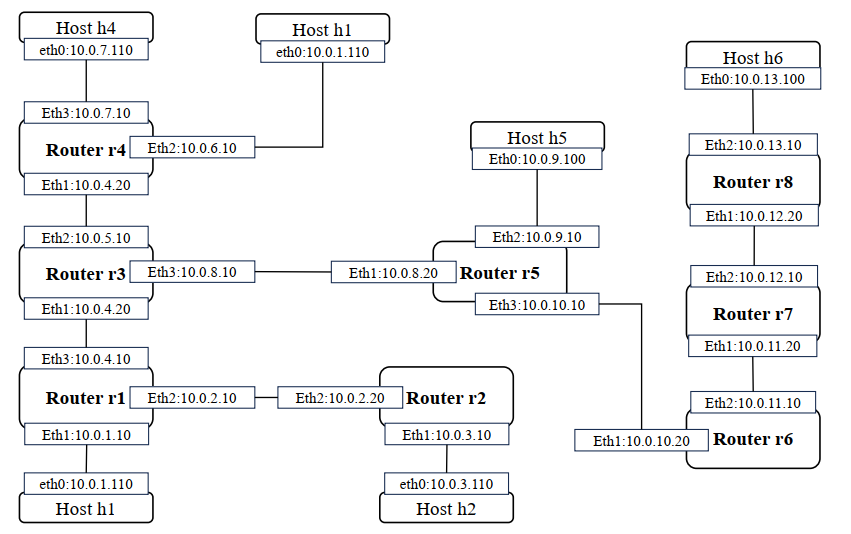 Host h4
eth0:10.0.7.110
Host h1
eth0:10.0.1.110
Host h6
Eth0:10.0.13.100
Eth3:10.0.7.10
Router r4
Eth2:10.0.6.10
Eth1:10.0.4.20
Host h5
Eth0:10.0.9.100
Eth2:10.0.13.10
Router r8
Eth1:10.0.12.20
Eth2:10.0.5.10
Router r3
Eth3:10.0.8.10
Eth1:10.0.4.20
Eth2:10.0.9.10
Eth1:10.0.8.20
Router r5
Eth3:10.0.10.10
Eth2:10.0.12.10
Router r7
Eth1:10.0.11.20
Eth3:10.0.4.10
Router r1
Eth2:10.0.2.10
Eth1:10.0.1.10
Eth2:10.0.2.20
Router r2
Eth1:10.0.3.10
Eth2:10.0.11.10
Eth1:10.0.10.20
Router r6
eth0:10.0.1.110
Host h1
eth0:10.0.3.110
Host h2